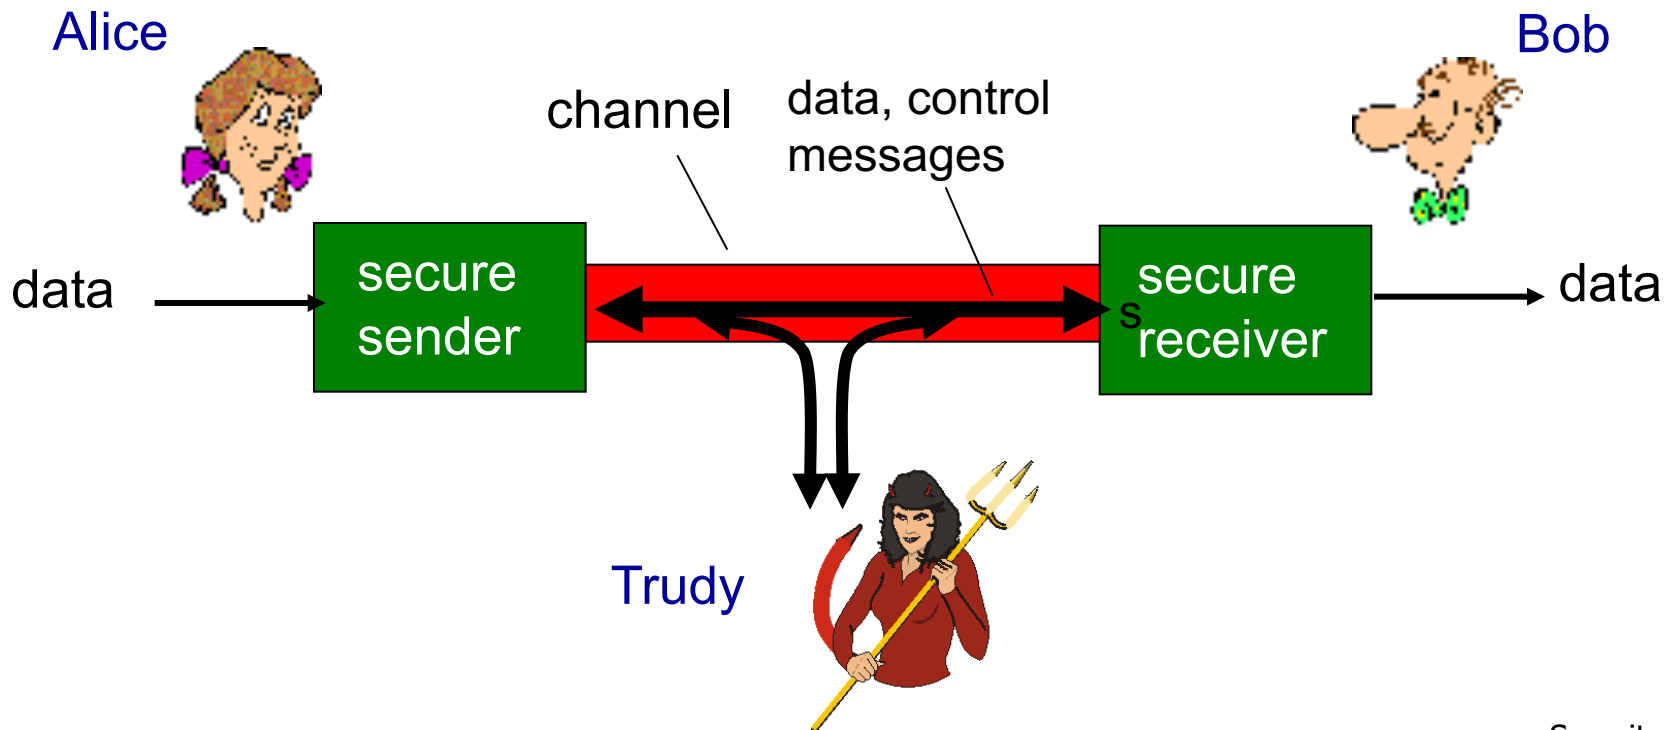 Alice
Bob
channel
data, control
messages
data
secure
sender
secure
s
receiver
data
Trudy